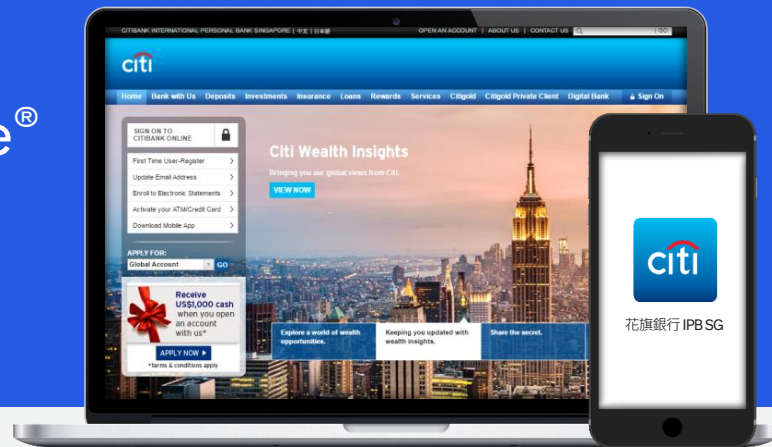 e®
CITIBANK INTERNATIONAL PERSONAL BANK SINGAPORE | 中文 | 日本語
OPEN AN ACCOUNT | ABOUT US | CONTACT US
GO
citi
Home Bank with Us Deposits Investments Insurance Loans Rewards Services Citigold Citigold Private Client Digital Bank Sign On
SIGN ON TO
CITIBANK ONLINE
First Time User-Register
Update Email Address
Enroll to Electronic Statements
Activate your ATM/Credit Card
Download Mobile App
APPLY FOR:
Global Account GO
Receive
US$1,000 cash
when you open
an account
with us*
APPLY NOW
*terms & conditions apply
Citi Wealth Insights
Bringing you our global views from Citi.
VIEW NOW
Explore a world of wealth
opportunities.
Keeping you updated with
wealth insights.
Share the secret.
citi
花旗銀行 IPB SG